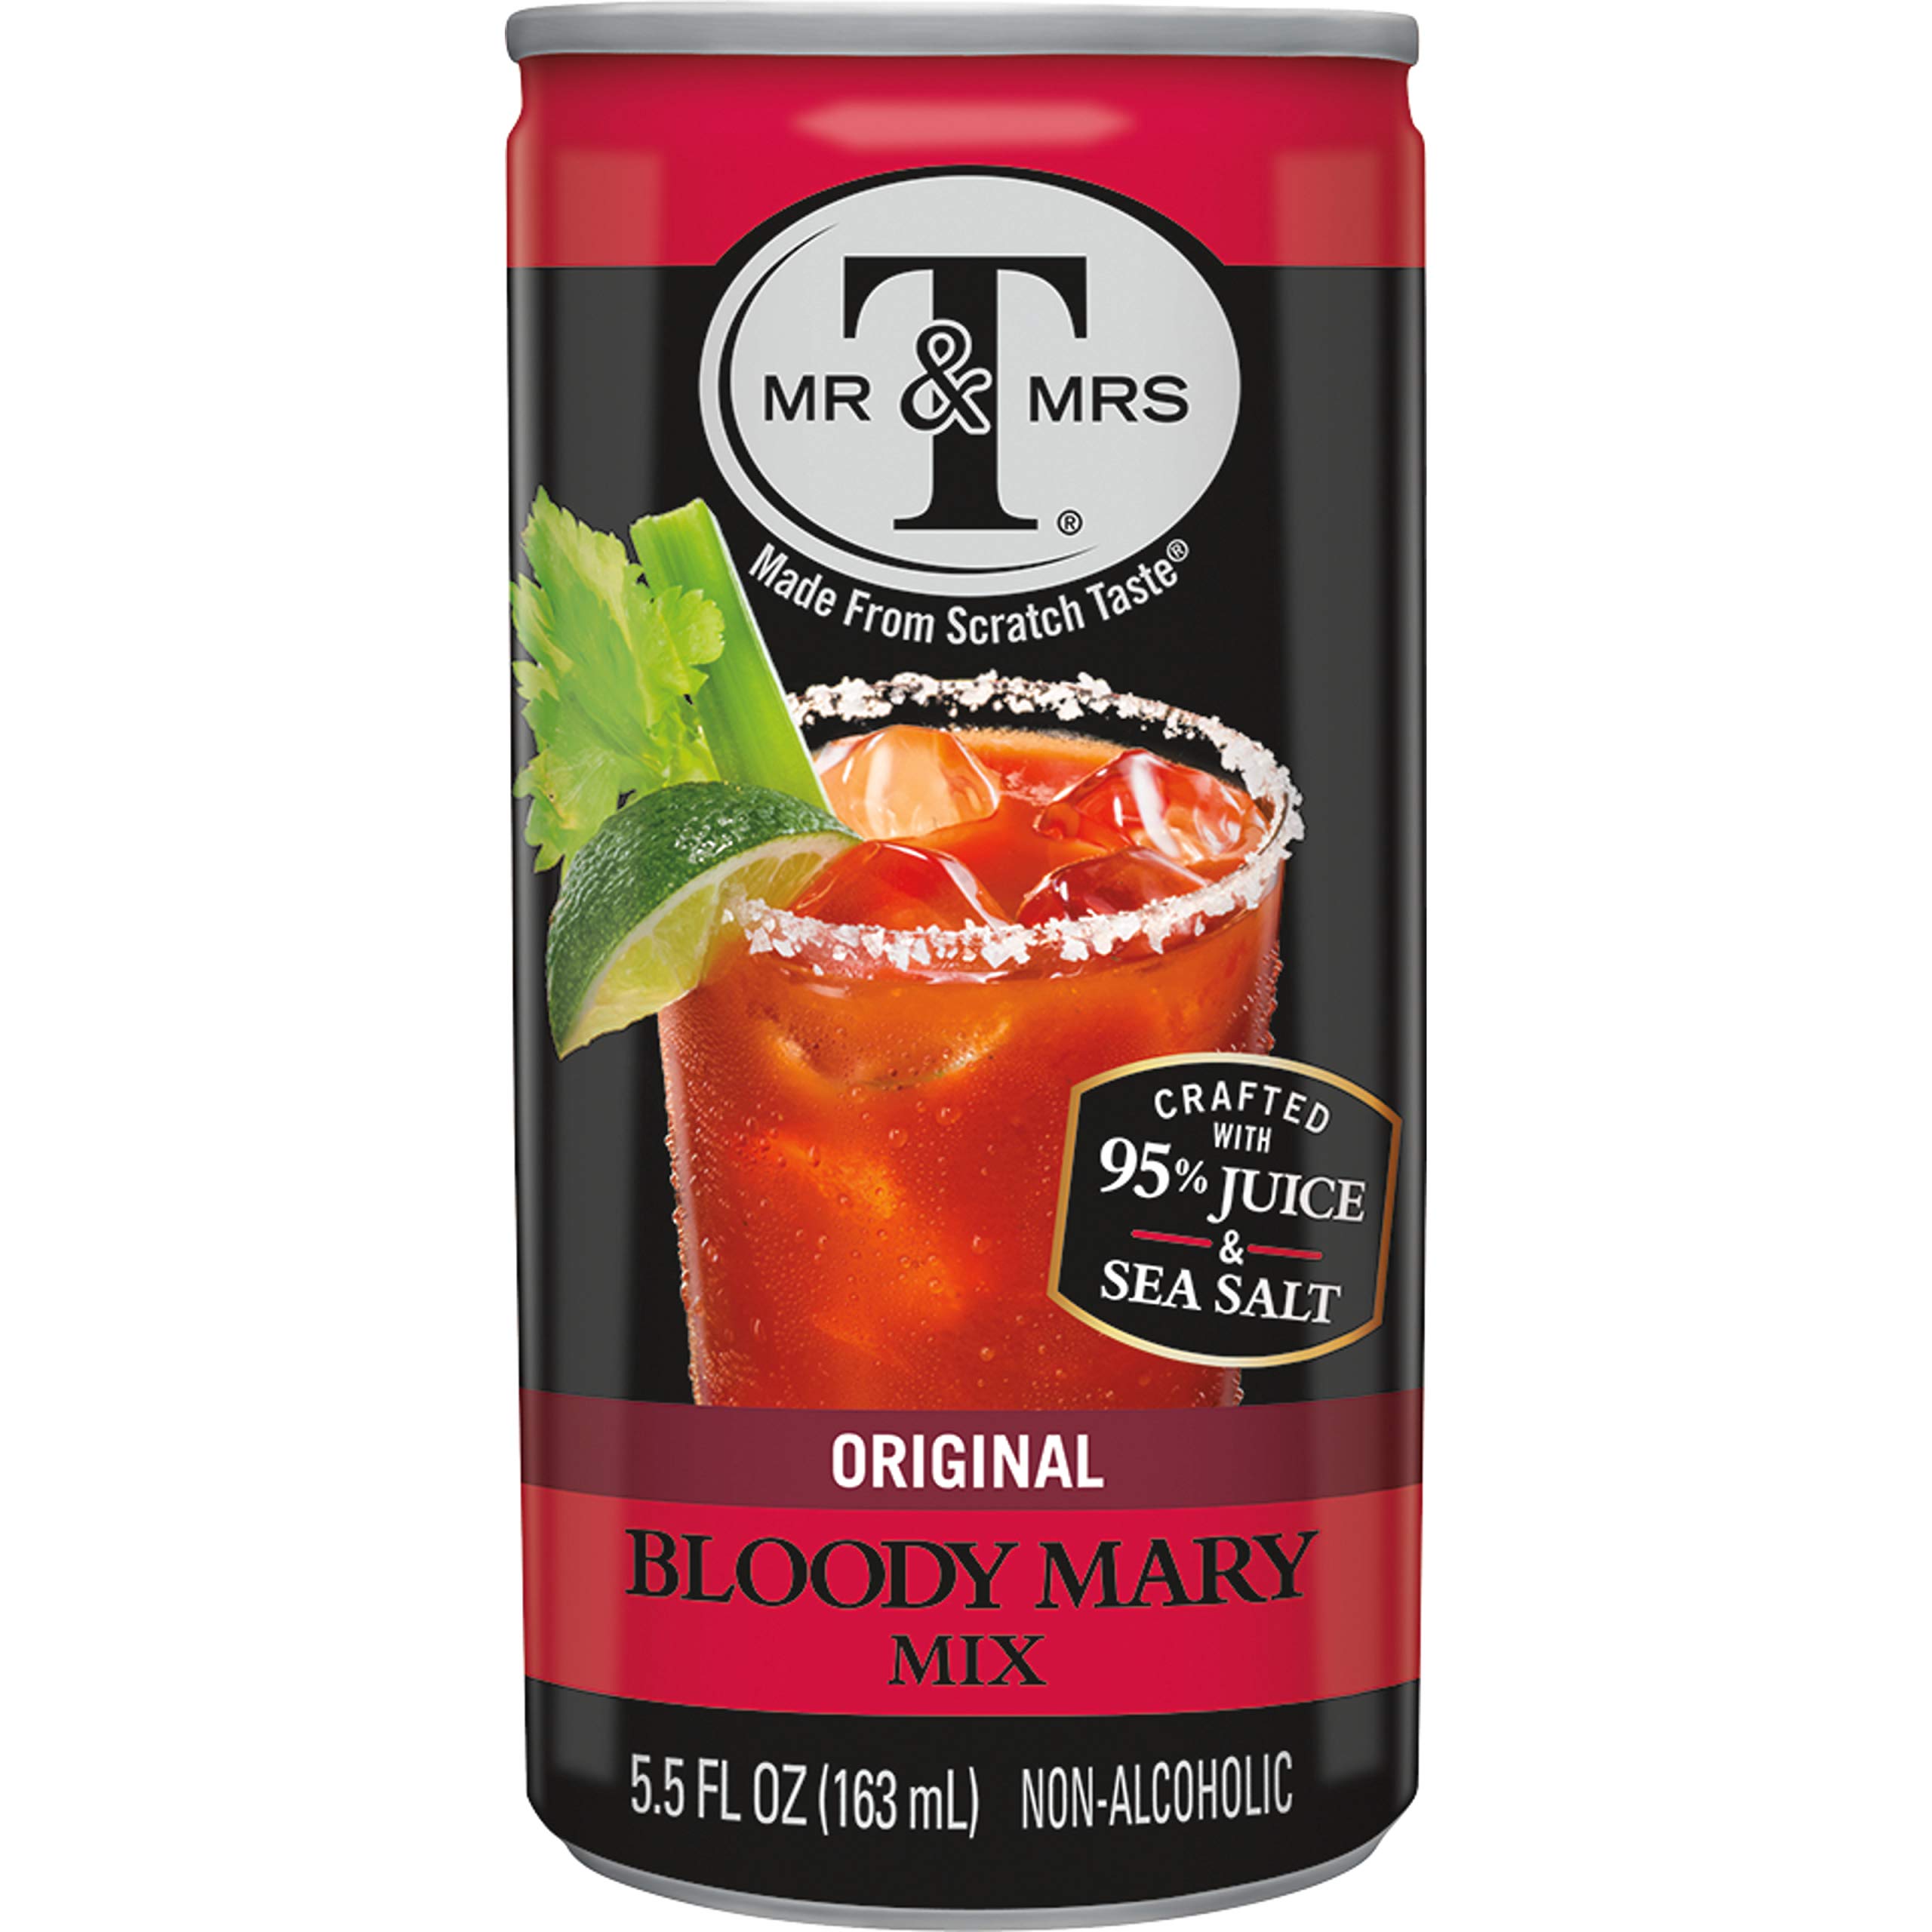 T
MR & MRS
®
Made From Scratch Taste®
CRAFTED
WITH
95% JUICE
&
SEA SALT
ORIGINAL
BLOODY MARY
MIX
5.5 FL OZ (163 mL) NON-ALCOHOLIC